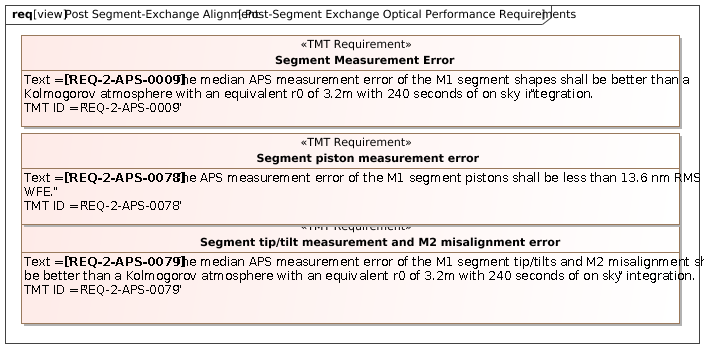 req [view] Post Segment-Exchange Alignment [Post-Segment Exchange Optical Performance Requirements]
«TMT Requirement»
Segment Measurement Error
Text = "[REQ-2-APS-0009] The median APS measurement error of the M1 segment shapes shall be better than a
Kolmogorov atmosphere with an equivalent r0 of 3.2m with 240 seconds of on sky integration."
TMT ID = "REQ-2-APS-0009"
«TMT Requirement»
Segment piston measurement error
Text = "[REQ-2-APS-0078] The APS measurement error of the M1 segment pistons shall be less than 13.6 nm RMS
WFE."
TMT ID = "REQ-2-APS-0078"
«TMT Requirement»
Segment tip/tilt measurement and M2 misalignment error
Text = "[REQ-2-APS-0079] The median APS measurement error of the M1 segment tip/tilts and M2 misalignment sh
be better than a Kolmogorov atmosphere with an equivalent r0 of 3.2m with 240 seconds of on sky integration."
TMT ID = "REQ-2-APS-0079"